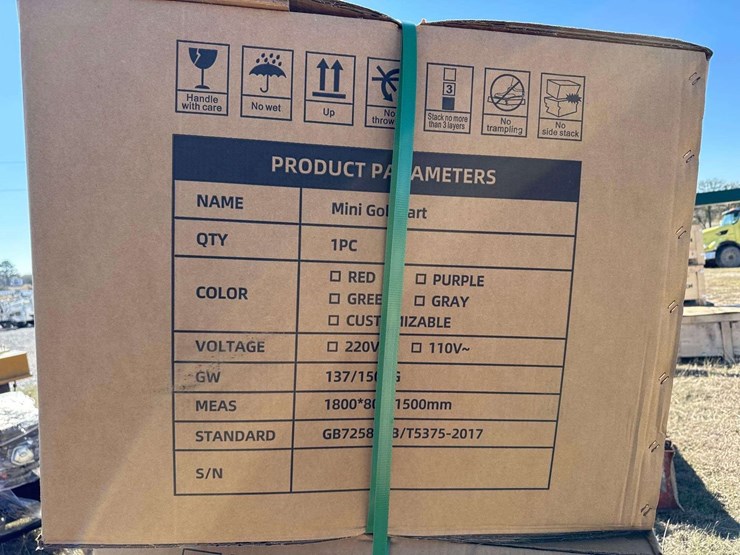 Handle
with care
No wet
Up
No
throw
3
Stack no more
than 3 layers
No
trampling
No
side stack
PRODUCT PA AMETERS
NAME Mini Gol art
QTY 1PC
COLOR
☐ RED ☐ PURPLE
☐ GREE ☐ GRAY
☐ CUST IZABLE
VOLTAGE ☐ 220V ☐ 110V~
GW 137/15 G
MEAS 1800*80 1500mm
STANDARD GB7258 B/T5375-2017
S/N